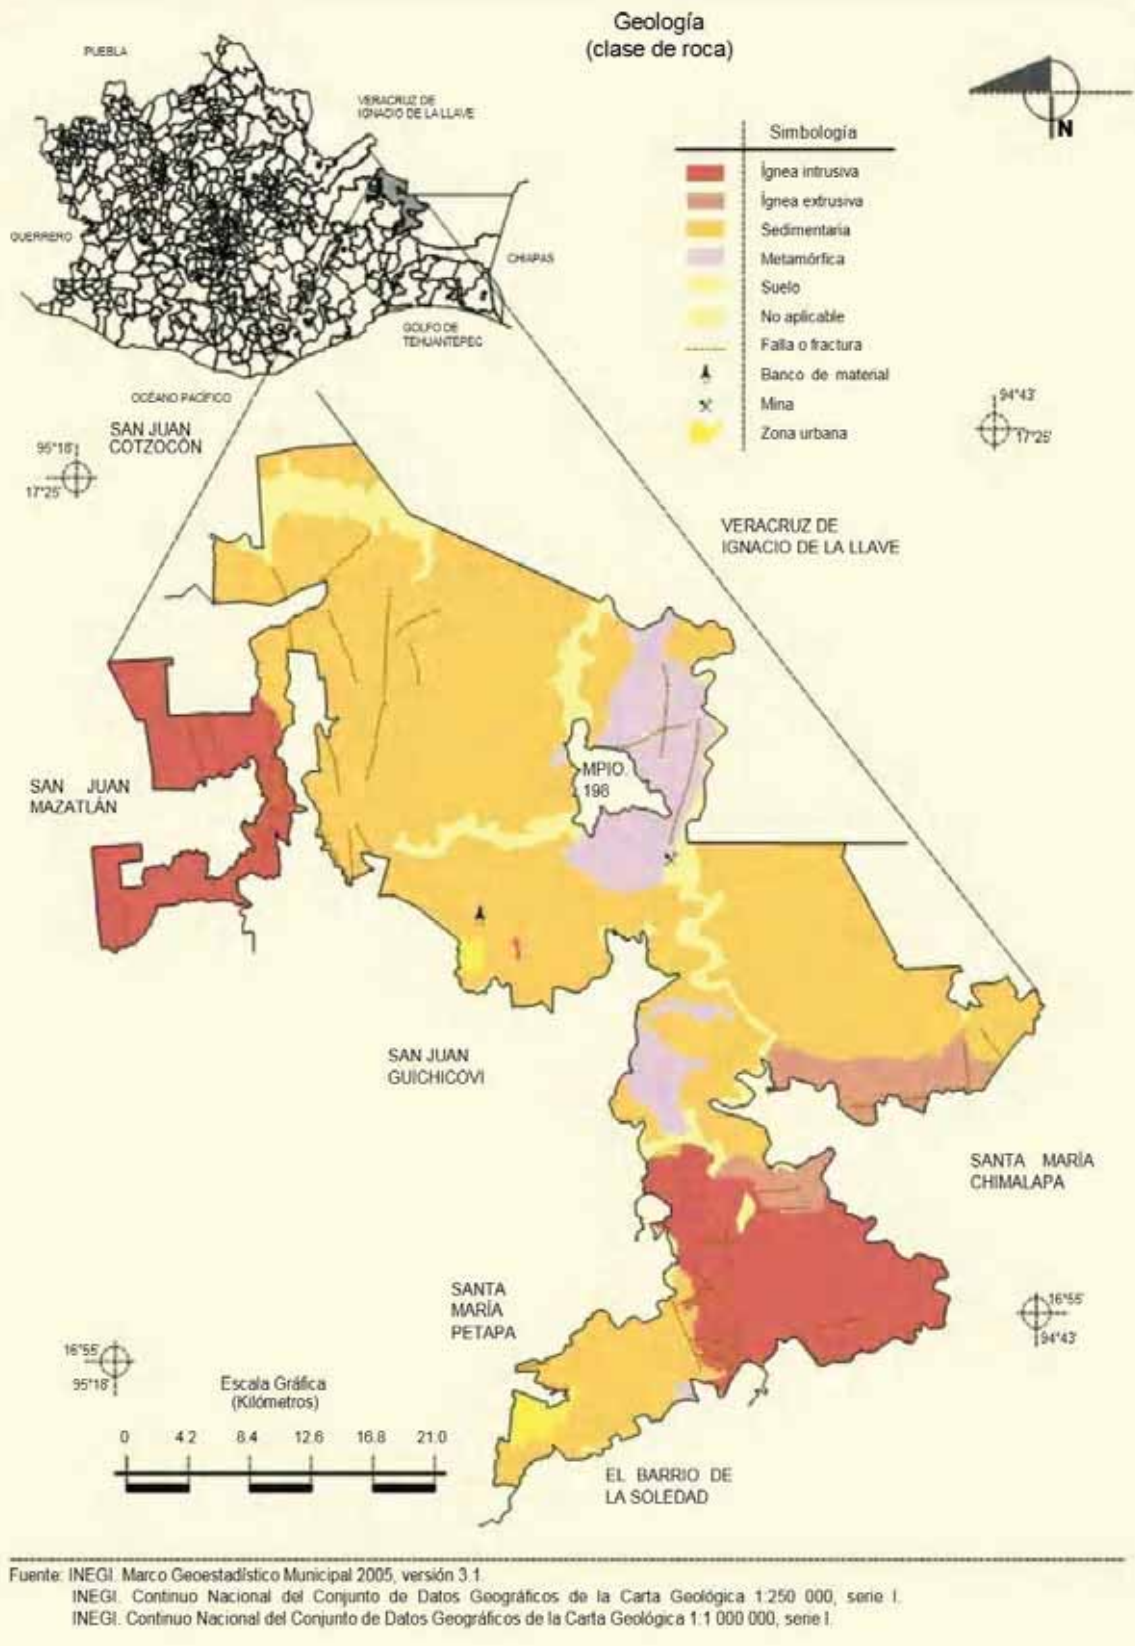 Geología
(clase de roca)
PUEBLA
VERACRUZ DE
IGNACIO DE LA LLAVE
GUERRERO
CHIAPAS
GOLFO DE
TEHUANTEPEC
OCÉANO PACÍFICO
N
Simbología
Ígnea intrusiva
Ígnea extrusiva
Sedimentaria
Metamórfica
Suelo
No aplicable
Falla o fractura
Banco de material
Mina
Zona urbana
94°43'
17°25'
95°18'
17°25'
SAN JUAN
COTZOCÓN
VERACRUZ DE
IGNACIO DE LA LLAVE
SAN JUAN
MAZATLÁN
MPIO.
198
SAN JUAN
GUICHICOVI
SANTA MARÍA
CHIMALAPA
SANTA
MARÍA
PETAPA
16°55'
94°43'
16°55'
95°18'
Escala Gráfica
(Kilómetros)
0 4.2 8.4 12.6 16.8 21.0
EL BARRIO DE
LA SOLEDAD
Fuente: INEGI. Marco Geoestadístico Municipal 2005, versión 3.1.
INEGI. Continuo Nacional del Conjunto de Datos Geográficos de la Carta Geológica 1:250 000, serie I.
INEGI. Continuo Nacional del Conjunto de Datos Geográficos de la Carta Geológica 1:1 000 000, serie I.